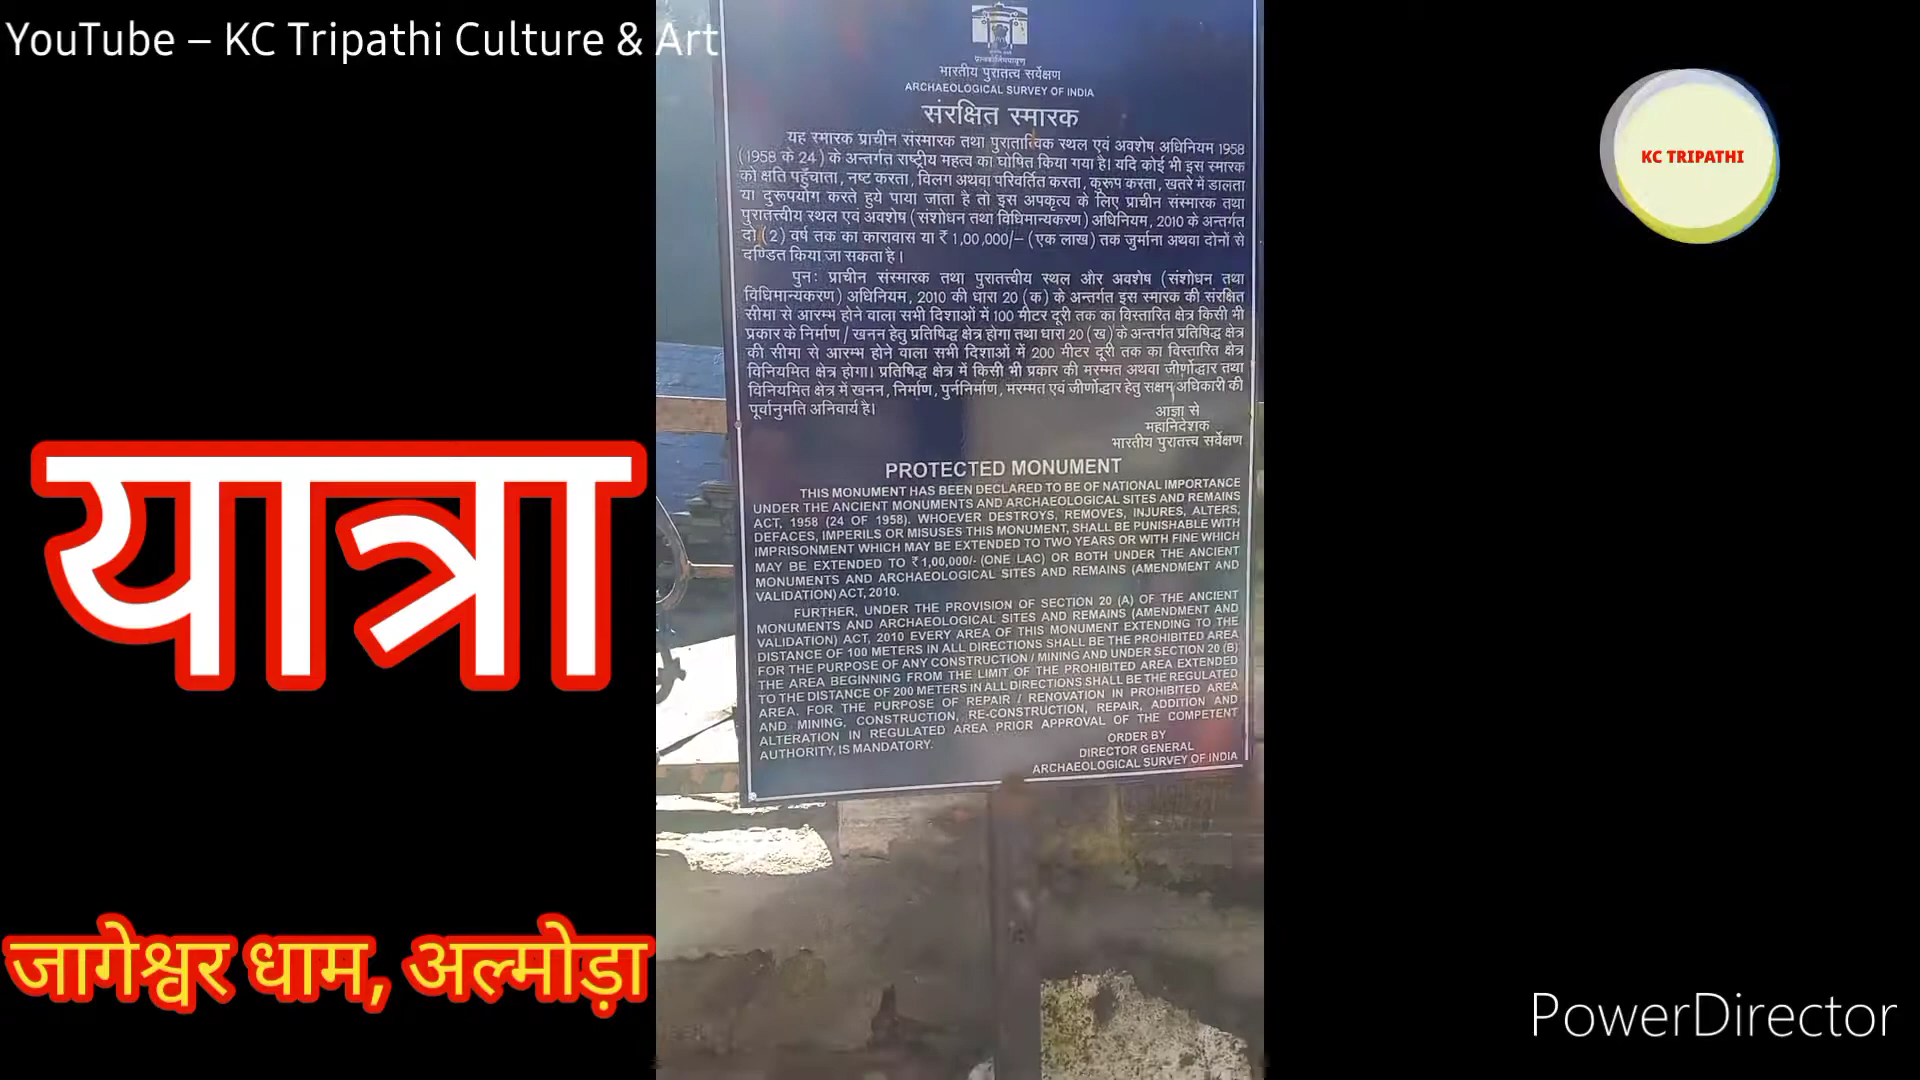 YouTube – KC Tripathi Culture & Art
भारतीय पुरातत्व सर्वेक्षण
ARCHAEOLOGICAL SURVEY OF INDIA
संरक्षित स्मारक
यह स्मारक प्राचीन संस्मारक तथा पुरातात्विक स्थल एवं अवशेष अधिनियम 1958
(1958 के 24) के अन्तर्गत राष्ट्रीय महत्व का घोषित किया गया है। यदि कोई भी इस स्मारक
को क्षति पहुँचाता, नष्ट करता, विलग अथवा परिवर्तित करता, कुरूप करता, खतरे में डालता
या दुरूपयोग करते हुये पाया जाता है तो इस अपकृत्य के लिए प्राचीन संस्मारक तथा
पुरातत्वीय स्थल एवं अवशेष (संशोधन तथा विधिमान्यकरण) अधिनियम, 2010 के अन्तर्गत
दो (2) वर्ष तक का कारावास या ₹ 1,00,000/– (एक लाख) तक जुर्माना अथवा दोनों से
दण्डित किया जा सकता है।
पुनः प्राचीन संस्मारक तथा पुरातत्त्वीय स्थल और अवशेष (संशोधन तथा
विधिमान्यकरण) अधिनियम, 2010 की धारा 20 (क) के अन्तर्गत इस स्मारक की संरक्षित
सीमा से आरम्भ होने वाला सभी दिशाओं में 100 मीटर दूरी तक का विस्तारित क्षेत्र किसी भी
प्रकार के निर्माण / खनन हेतु प्रतिषिद्ध क्षेत्र होगा तथा धारा 20 (ख) के अन्तर्गत प्रतिषिद्ध क्षेत्र
की सीमा से आरम्भ होने वाला सभी दिशाओं में 200 मीटर दूरी तक का विस्तारित क्षेत्र
विनियमित क्षेत्र होगा। प्रतिषिद्ध क्षेत्र में किसी भी प्रकार की मरम्मत अथवा जीर्णोद्धार तथा
विनियमित क्षेत्र में खनन, निर्माण, पुर्ननिर्माण, मरम्मत एवं जीर्णोद्धार हेतु सक्षम अधिकारी की
पूर्वानुमति अनिवार्य है।
आज्ञा से
महानिदेशक
भारतीय पुरातत्त्व सर्वेक्षण
PROTECTED MONUMENT
THIS MONUMENT HAS BEEN DECLARED TO BE OF NATIONAL IMPORTANCE
UNDER THE ANCIENT MONUMENTS AND ARCHAEOLOGICAL SITES AND REMAINS
ACT, 1958 (24 OF 1958). WHOEVER DESTROYS, REMOVES, INJURES, ALTERS,
DEFACES, IMPERILS OR MISUSES THIS MONUMENT, SHALL BE PUNISHABLE WITH
IMPRISONMENT WHICH MAY BE EXTENDED TO TWO YEARS OR WITH FINE WHICH
MAY BE EXTENDED TO ₹1,00,000/- (ONE LAC) OR BOTH UNDER THE ANCIENT
MONUMENTS AND ARCHAEOLOGICAL SITES AND REMAINS (AMENDMENT AND
VALIDATION) ACT, 2010.
FURTHER, UNDER THE PROVISION OF SECTION 20 (A) OF THE ANCIENT
MONUMENTS AND ARCHAEOLOGICAL SITES AND REMAINS (AMENDMENT AND
VALIDATION) ACT, 2010 EVERY AREA OF THIS MONUMENT EXTENDING TO THE
DISTANCE OF 100 METERS IN ALL DIRECTIONS SHALL BE THE PROHIBITED AREA
FOR THE PURPOSE OF ANY CONSTRUCTION / MINING AND UNDER SECTION 20 (B)
THE AREA BEGINNING FROM THE LIMIT OF THE PROHIBITED AREA EXTENDED
TO THE DISTANCE OF 200 METERS IN ALL DIRECTIONS SHALL BE THE REGULATED
AREA. FOR THE PURPOSE OF REPAIR / RENOVATION IN PROHIBITED AREA
AND MINING, CONSTRUCTION, RE-CONSTRUCTION, REPAIR, ADDITION AND
ALTERATION IN REGULATED AREA PRIOR APPROVAL OF THE COMPETENT
AUTHORITY, IS MANDATORY.
ORDER BY
DIRECTOR GENERAL
ARCHAEOLOGICAL SURVEY OF INDIA
यात्रा
जागेश्वर धाम, अल्मोड़ा
KC TRIPATHI
PowerDirector